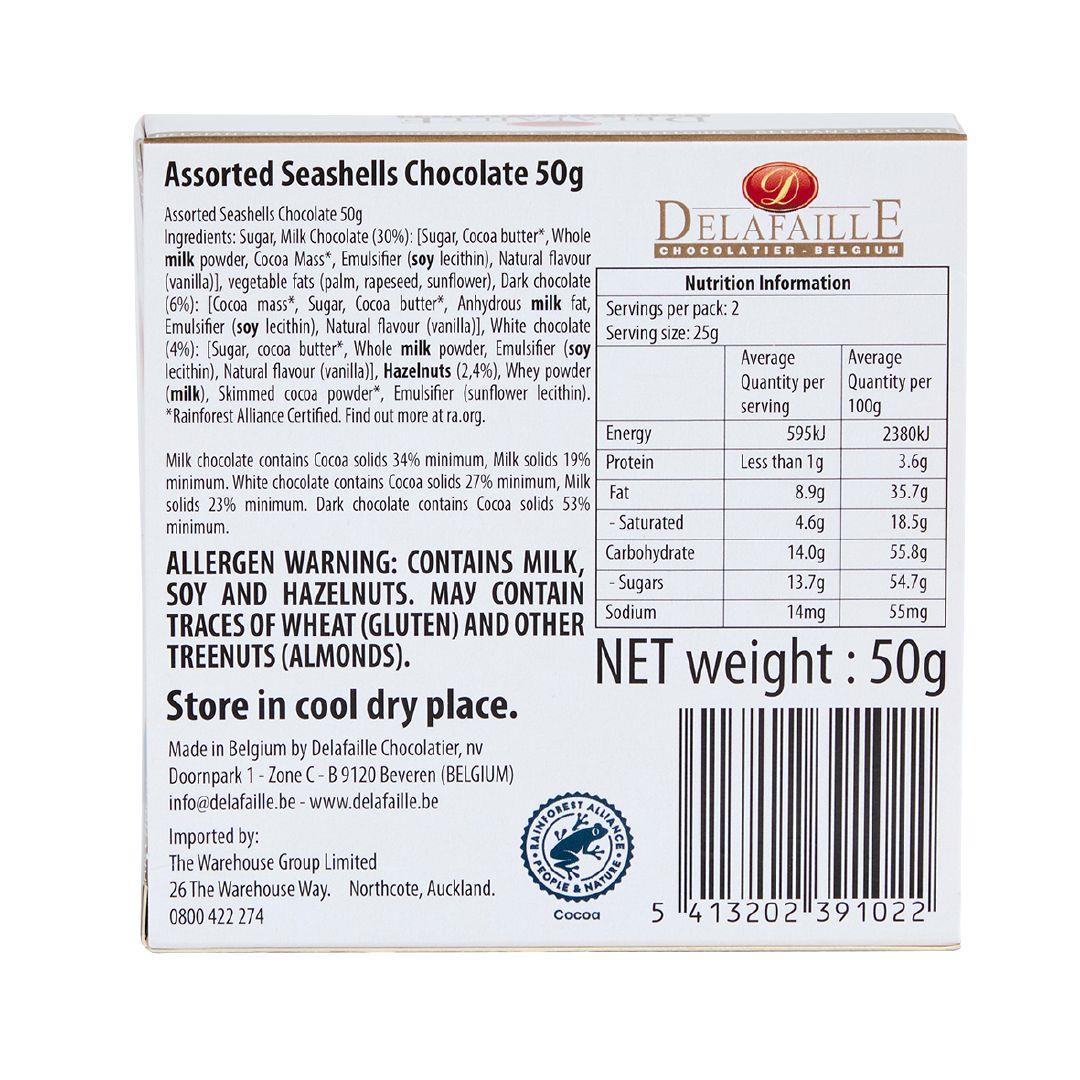 Assorted Seashells Chocolate 50g
Assorted Seashells Chocolate 50g
Ingredients: Sugar, Milk Chocolate (30%): [Sugar, Cocoa butter*, Whole
milk powder, Cocoa Mass*, Emulsifier (soy lecithin), Natural flavour
(vanilla)], vegetable fats (palm, rapeseed, sunflower), Dark chocolate
(6%): [Cocoa mass*, Sugar, Cocoa butter*, Anhydrous milk fat,
Emulsifier (soy lecithin), Natural flavour (vanilla)], White chocolate
(4%): [Sugar, cocoa butter*, Whole milk powder, Emulsifier (soy
lecithin), Natural flavour (vanilla)], Hazelnuts (2,4%), Whey powder
(milk), Skimmed cocoa powder*, Emulsifier (sunflower lecithin).
*Rainforest Alliance Certified. Find out more at ra.org.
Milk chocolate contains Cocoa solids 34% minimum, Milk solids 19%
minimum. White chocolate contains Cocoa solids 27% minimum, Milk
solids 23% minimum. Dark chocolate contains Cocoa solids 53%
minimum.
ALLERGEN WARNING: CONTAINS MILK,
SOY AND HAZELNUTS. MAY CONTAIN
TRACES OF WHEAT (GLUTEN) AND OTHER
TREENUTS (ALMONDS).
Store in cool dry place.
Made in Belgium by Delafaille Chocolatier, nv
Doornpark 1 - Zone C - B 9120 Beveren (BELGIUM)
info@delafaille.be - www.delafaille.be
Imported by:
The Warehouse Group Limited
26 The Warehouse Way. Northcote, Auckland.
0800 422 274
D
DELAFAILLE
CHOCOLATIER - BELGIUM
Nutrition Information
Servings per pack: 2
Serving size: 25g
Average Quantity per serving Average Quantity per 100g
Energy 595kJ 2380kJ
Protein Less than 1g 3.6g
Fat 8.9g 35.7g
- Saturated 4.6g 18.5g
Carbohydrate 14.0g 55.8g
- Sugars 13.7g 54.7g
Sodium 14mg 55mg
NET weight : 50g
RAINFOREST ALLIANCE
PEOPLE & NATURE
Cocoa
5 413202 391022